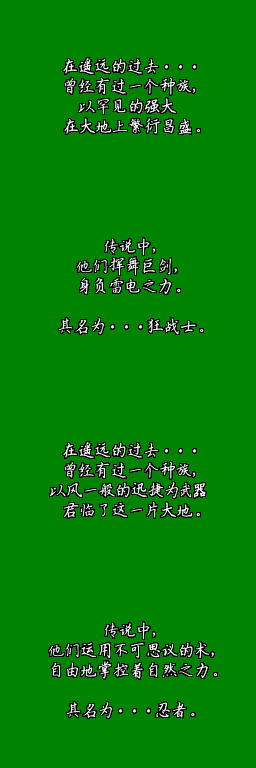 在遥远的过去···
曾经有过一个种族,
以罕见的强大
在大地上繁衍昌盛。
传说中,
他们挥舞巨剑,
身负雷电之力。
其名为···狂战士。
在遥远的过去···
曾经有过一个种族,
以风一般的迅捷为武器
君临了这一片大地。
传说中,
他们运用不可思议的术,
自由地掌控着自然之力。
其名为···忍者。